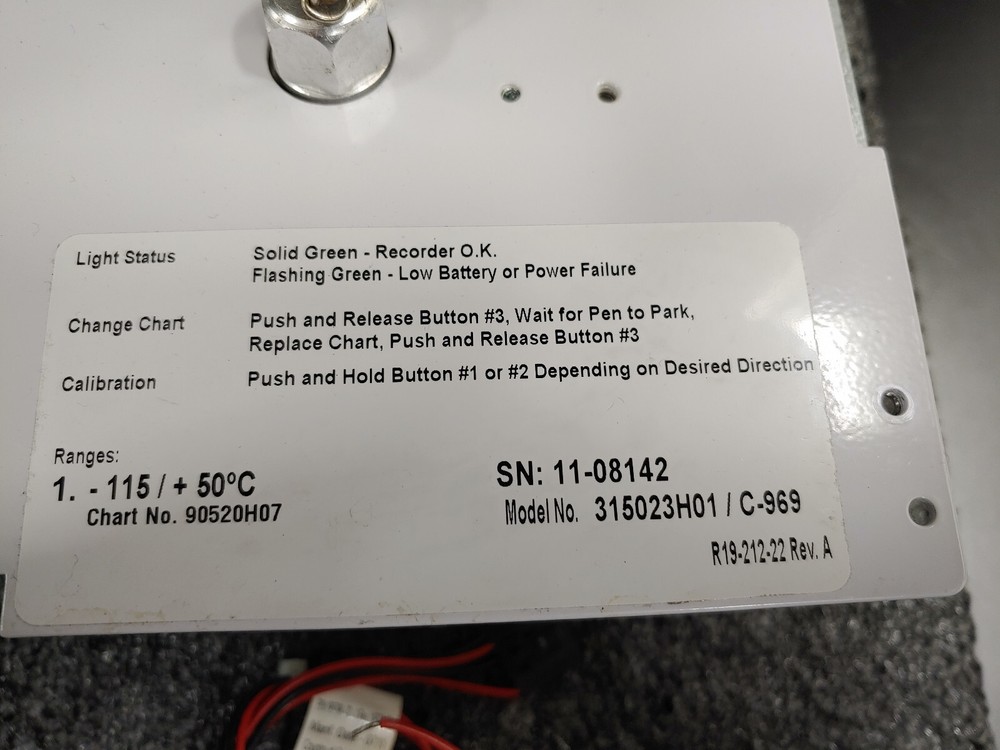 Light Status
Solid Green - Recorder O.K.
Flashing Green - Low Battery or Power Failure
Change Chart
Push and Release Button #3, Wait for Pen to Park,
Replace Chart, Push and Release Button #3
Calibration
Push and Hold Button #1 or #2 Depending on Desired Direction
Ranges:
1. - 115 / + 50ºC
Chart No. 90520H07
SN: 11-08142
Model No. 315023H01 / C-969
R19-212-22 Rev. A